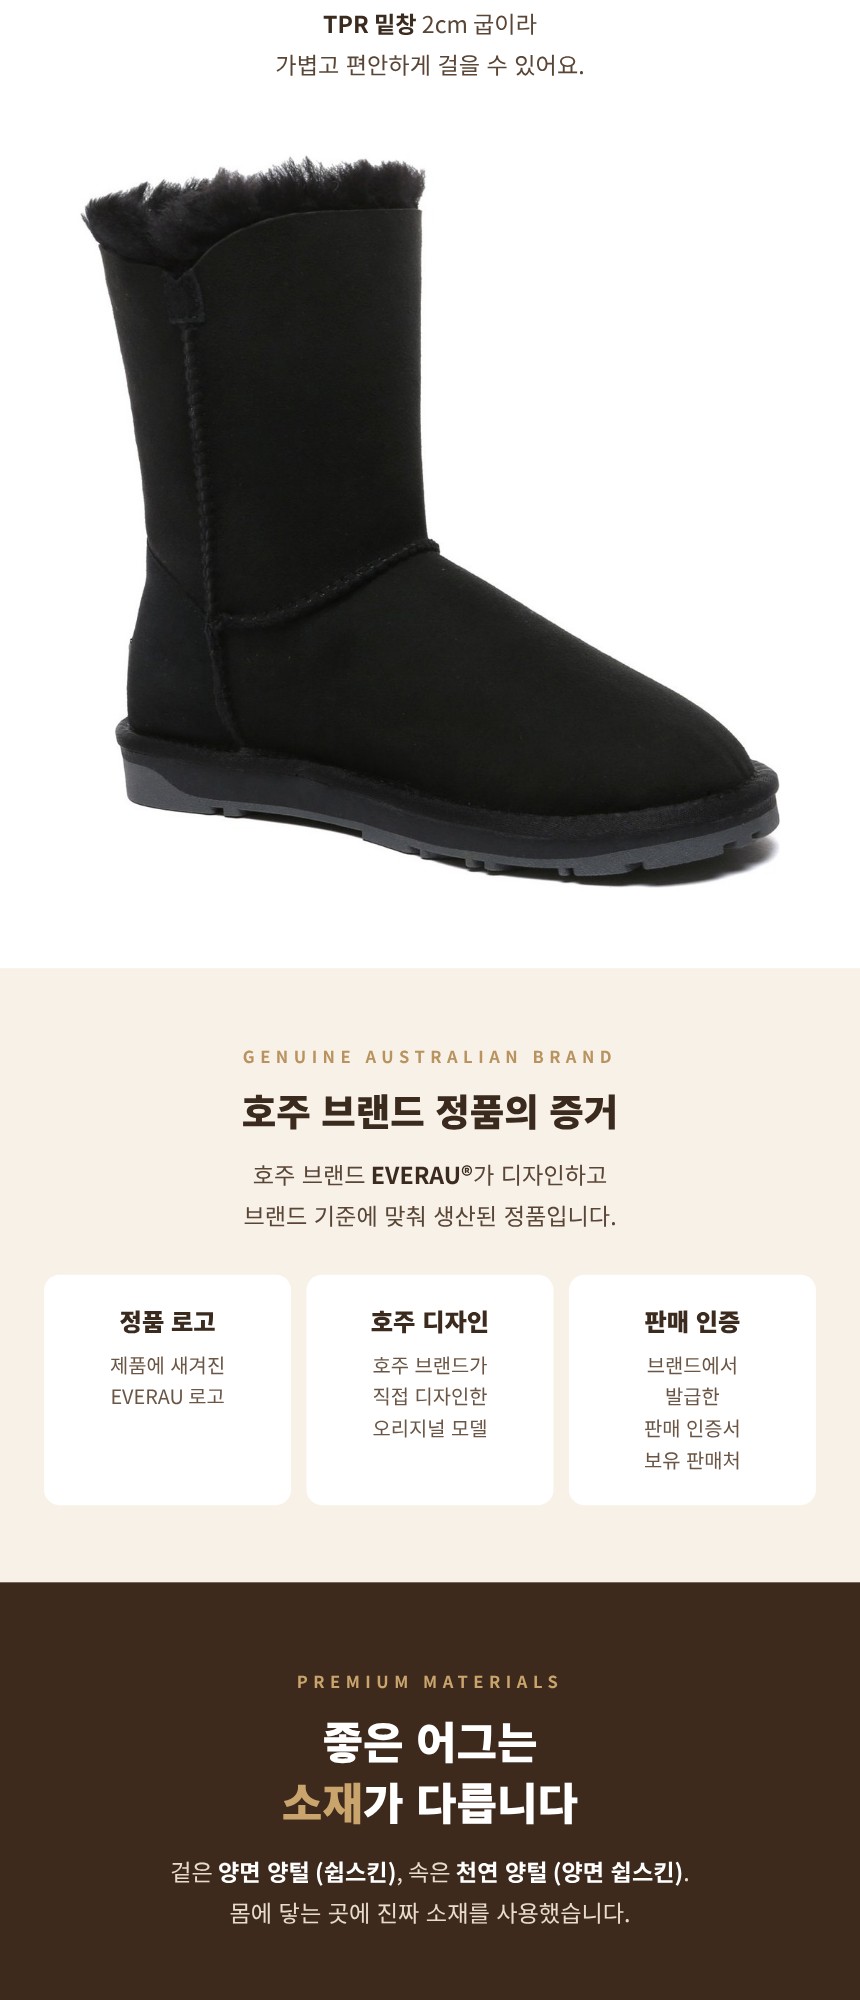 TPR 밑창 2cm 굽이라
가볍고 편안하게 걸을 수 있어요.
GENUINE AUSTRALIAN BRAND
호주 브랜드 정품의 증거
호주 브랜드 EVERAU®가 디자인하고
브랜드 기준에 맞춰 생산된 정품입니다.
정품 로고
제품에 새겨진
EVERAU 로고
호주 디자인
호주 브랜드가
직접 디자인한
오리지널 모델
판매 인증
브랜드에서
발급한
판매 인증서
보유 판매처
PREMIUM MATERIALS
좋은 어그는
소재가 다릅니다
겉은 양면 양털 (쉽스킨), 속은 천연 양털 (양면 쉽스킨).
몸에 닿는 곳에 진짜 소재를 사용했습니다.